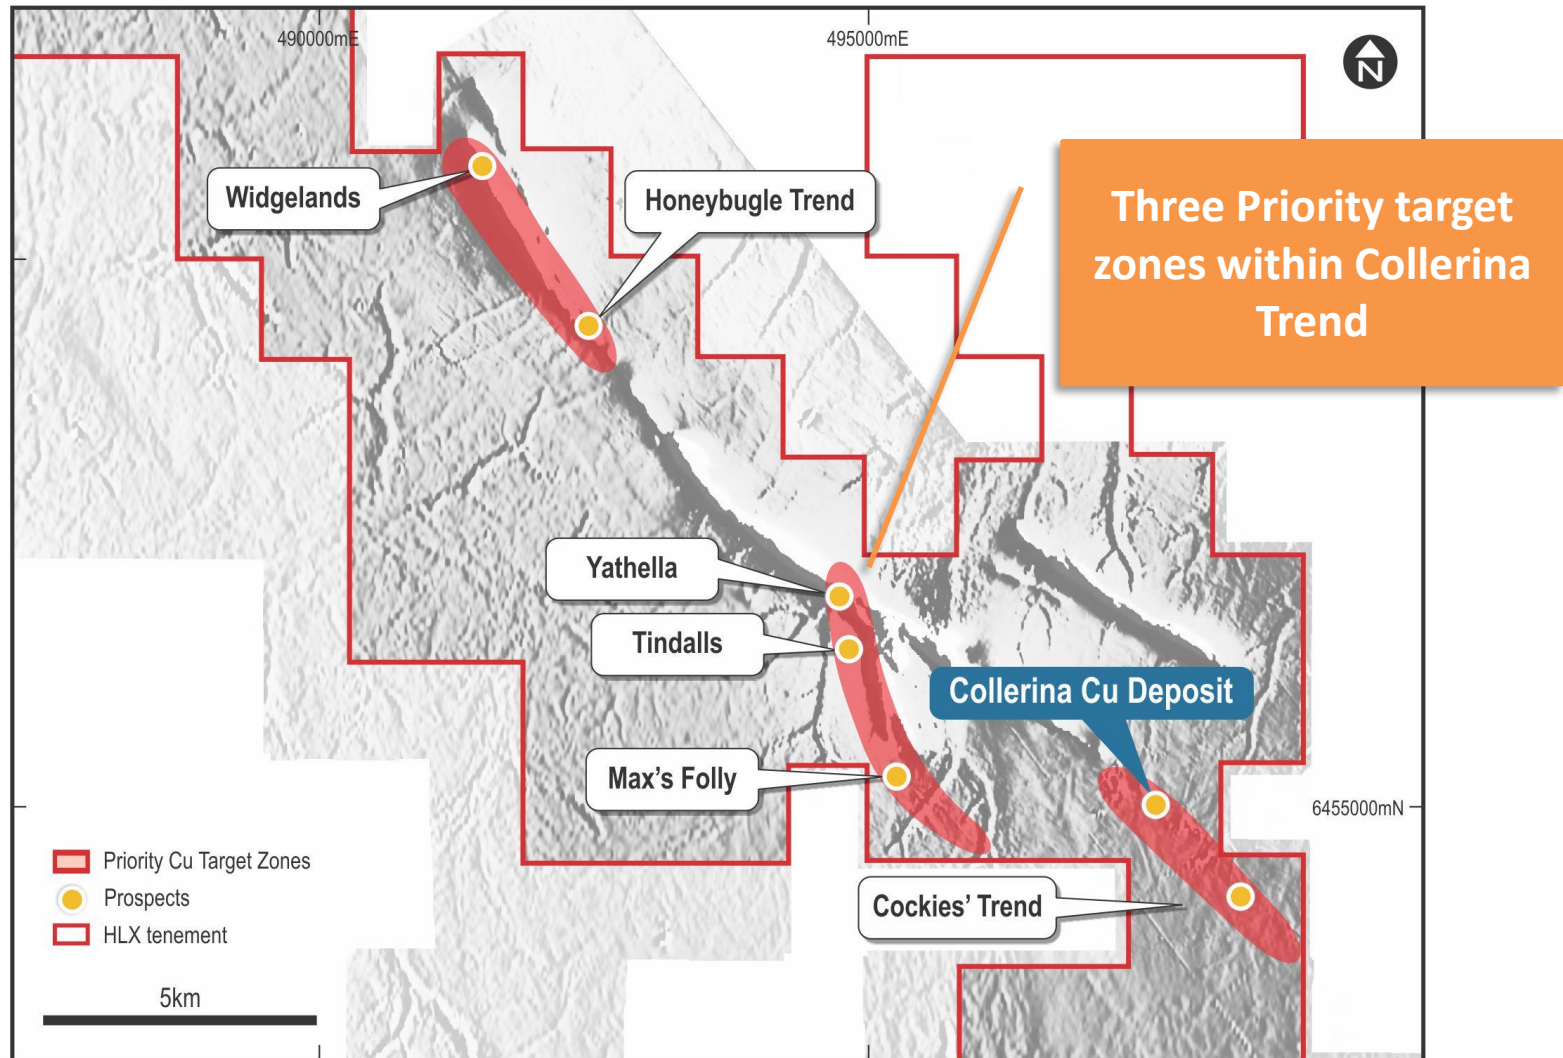 490000mE
495000mE
N
Three Priority target
zones within Collerina
Trend
Widgelands
Honeybugle Trend
Yathella
Tindalls
Collerina Cu Deposit
Max's Folly
6455000mN
Cockies' Trend
Priority Cu Target Zones
Prospects
HLX tenement
5km